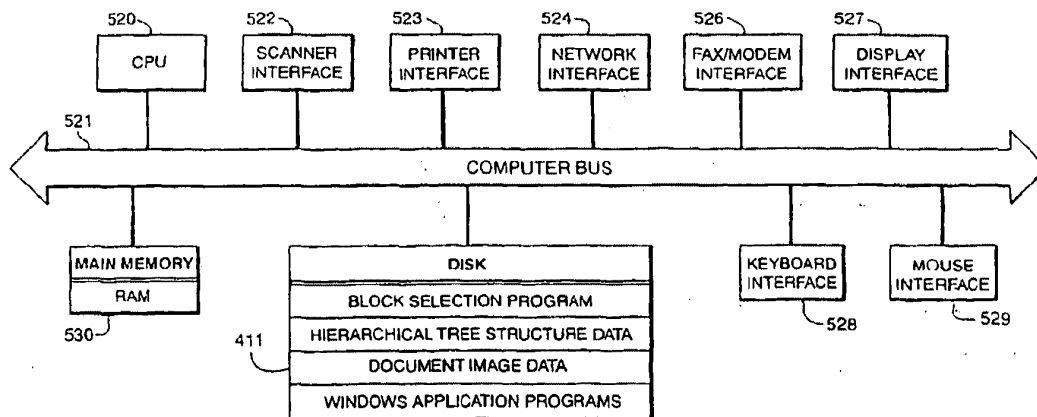 520
522
523
524
526
527
CPU
SCANNER
INTERFACE
PRINTER
INTERFACE
NETWORK
INTERFACE
FAX/MODEM
INTERFACE
DISPLAY
INTERFACE
521
COMPUTER BUS
MAIN MEMORY
RAM
530
DISK
BLOCK SELECTION PROGRAM
HIERARCHICAL TREE STRUCTURE DATA
DOCUMENT IMAGE DATA
WINDOWS APPLICATION PROGRAMS
411
KEYBOARD
INTERFACE
528
MOUSE
INTERFACE
529